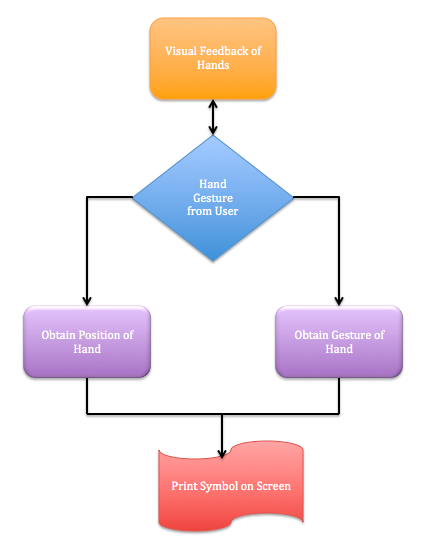 Visual Feedback of
Hands
Hand
Gesture
from User
Obtain Position of
Hand
Obtain Gesture of
Hand
Print Symbol on Screen